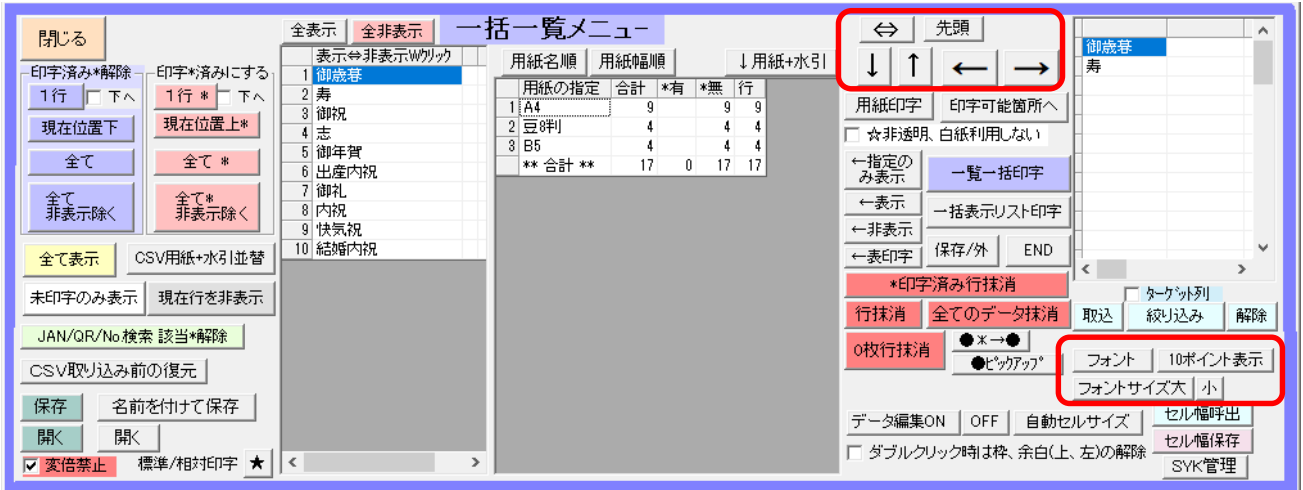 閉じる
全表示 全非表示 一括一覧メニュー
⇔ 先頭
↓ ↑ ← →
印字済み*解除
1行 下へ
現在位置下
全て
全て
非表示除く
印字*済みにする
1行 * 下へ
現在位置上*
全て *
全て*
非表示除く
全て表示 CSV用紙+水引並替
未印字のみ表示 現在行を非表示
JAN/QR/No.検索 該当*解除
CSV取り込み前の復元
保存 名前を付けて保存
開く 開く
変倍禁止 標準/相対印字 ★
表示⇔非表示Wクリック
1 御歳暮
2 寿
3 御祝
4 志
5 御年賀
6 出産内祝
7 御礼
8 内祝
9 快気祝
10 結婚内祝
用紙名順 用紙幅順 ↓用紙+水引
用紙の指定 合計 *有 *無 行
1 A4 9 9 9
2 豆8判 4 4 4
3 B5 4 4 4
** 合計 ** 17 0 17 17
用紙印字 印字可能箇所へ
☆非透明、白紙利用しない
←指定の
み表示
一覧一括印字
←表示
一括表示リスト印字
←非表示
←表印字 保存/外 END
*印字済み行抹消
行抹消 全てのデータ抹消
0枚行抹消
●*→●
●ピックアップ
御歳暮
寿
ターゲット列
取込 絞り込み 解除
フォント 10ポイント表示
フォントサイズ大 小
データ編集ON OFF 自動セルサイズ
セル幅呼出
セル幅保存
ダブルクリック時は枠、余白(上、左)の解除
SYK管理